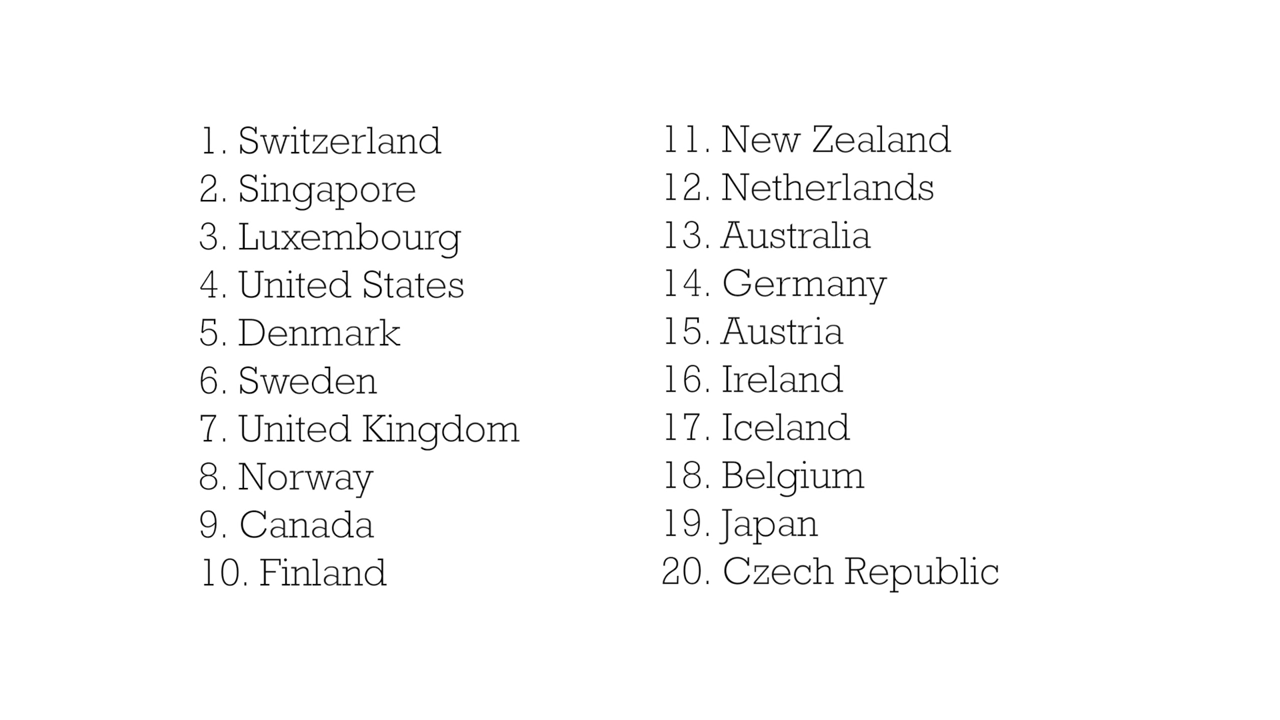 1. Switzerland
2. Singapore
3. Luxembourg
4. United States
5. Denmark
6. Sweden
7. United Kingdom
8. Norway
9. Canada
10. Finland
11. New Zealand
12. Netherlands
13. Australia
14. Germany
15. Austria
16. Ireland
17. Iceland
18. Belgium
19. Japan
20. Czech Republic